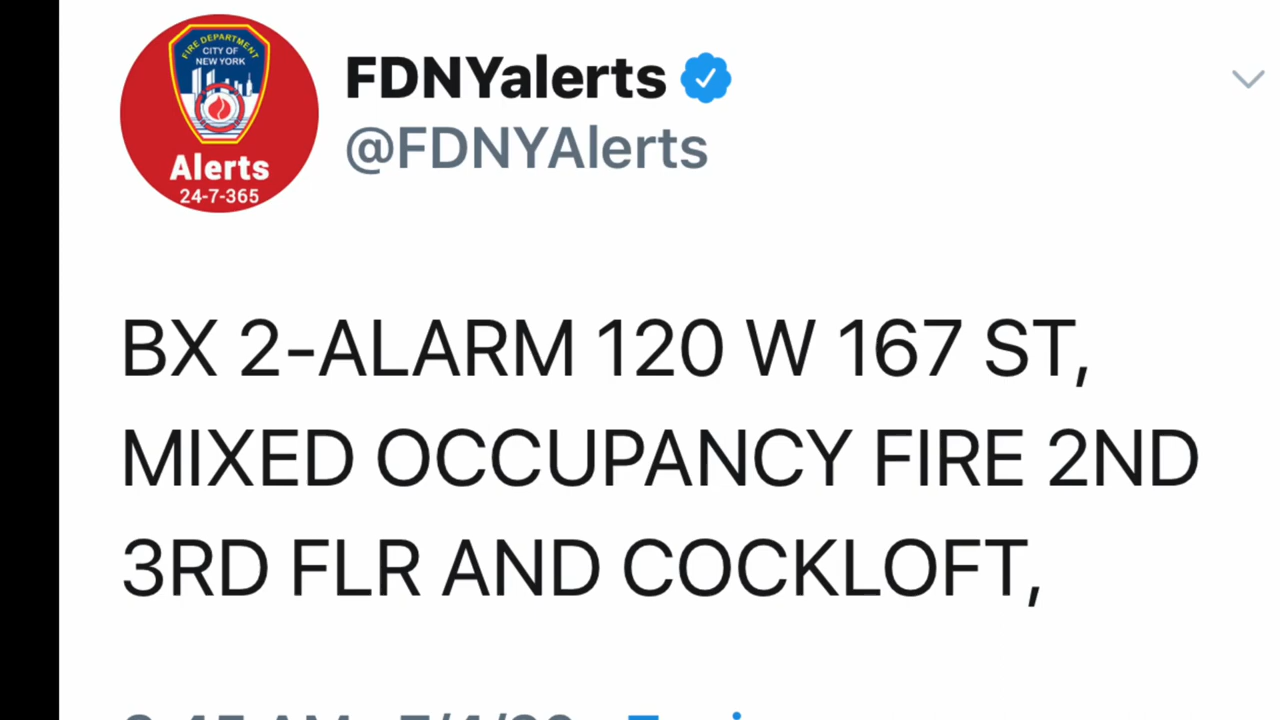 FIRE DEPARTMENT
CITY OF
NEW YORK
Alerts
24-7-365
FDNYalerts
@FDNYAlerts
BX 2-ALARM 120 W 167 ST,
MIXED OCCUPANCY FIRE 2ND
3RD FLR AND COCKLOFT,